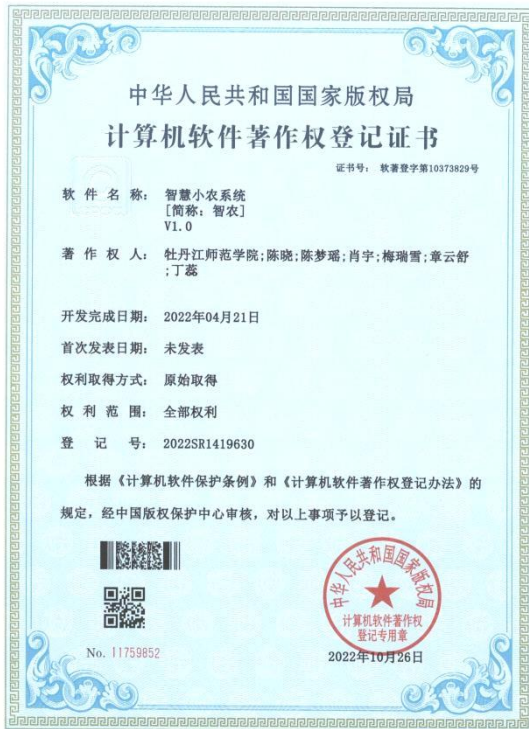 中华人民共和国国家版权局
计算机软件著作权登记证书
证书号： 软著登字第10373829号
软件名称： 智慧小农系统
[简称：智农]
V1.0
著作权人： 牡丹江师范学院;陈晓;陈梦瑶;肖宇;梅瑞雪;章云舒
;丁蕊
开发完成日期： 2022年04月21日
首次发表日期： 未发表
权利取得方式： 原始取得
权利范围： 全部权利
登记号： 2022SR1419630
根据《计算机软件保护条例》和《计算机软件著作权登记办法》的
规定，经中国版权保护中心审核，对以上事项予以登记。
中华人民共和国国家版权局
计算机软件著作权
登记专用章
No. 11759852
2022年10月26日